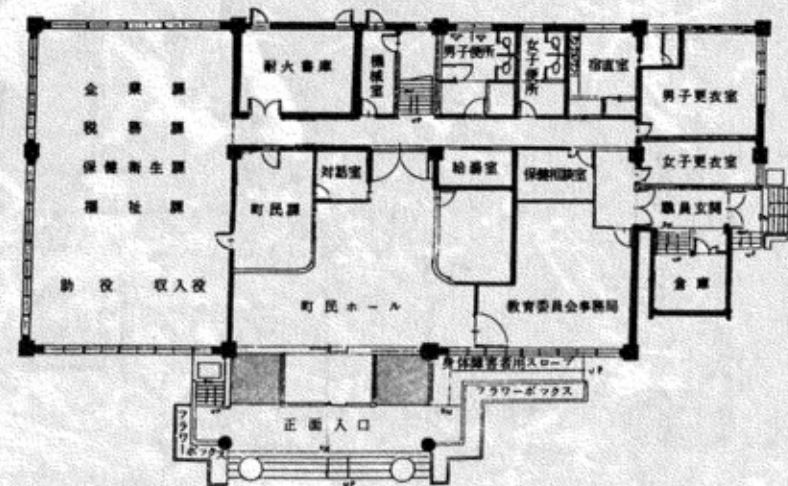 耐火書庫
機械室
男子便所
女子便所
宿直室
男子更衣室
企業課
税務課
保健衛生課
福祉課
助役 収入役
町民課
対話室
給湯室
保健相談室
女子更衣室
職員玄関
倉庫
町民ホール
教育委員会事務局
身体障害者用スロープ
UP
フラワーボックス
正面入口
フラワーボックス
UP